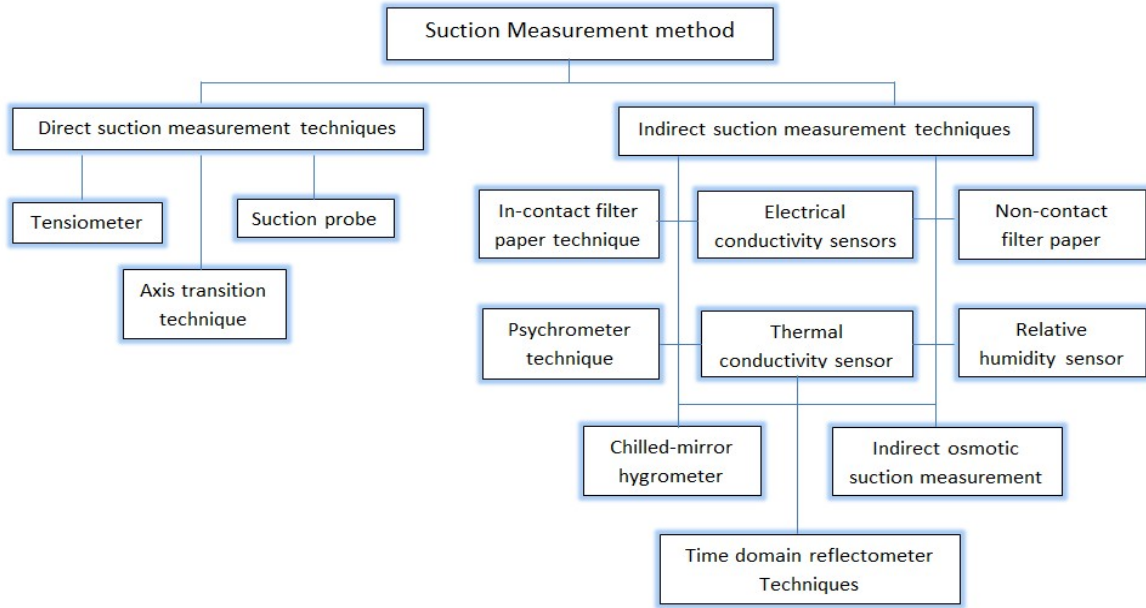 Suction Measurement method
Direct suction measurement techniques
Indirect suction measurement techniques
Tensiometer
Suction probe
Axis transition
technique
In-contact filter
paper technique
Electrical
conductivity sensors
Non-contact
filter paper
Psychrometer
technique
Thermal
conductivity sensor
Relative
humidity sensor
Chilled-mirror
hygrometer
Indirect osmotic
suction measurement
Time domain reflectometer
Techniques